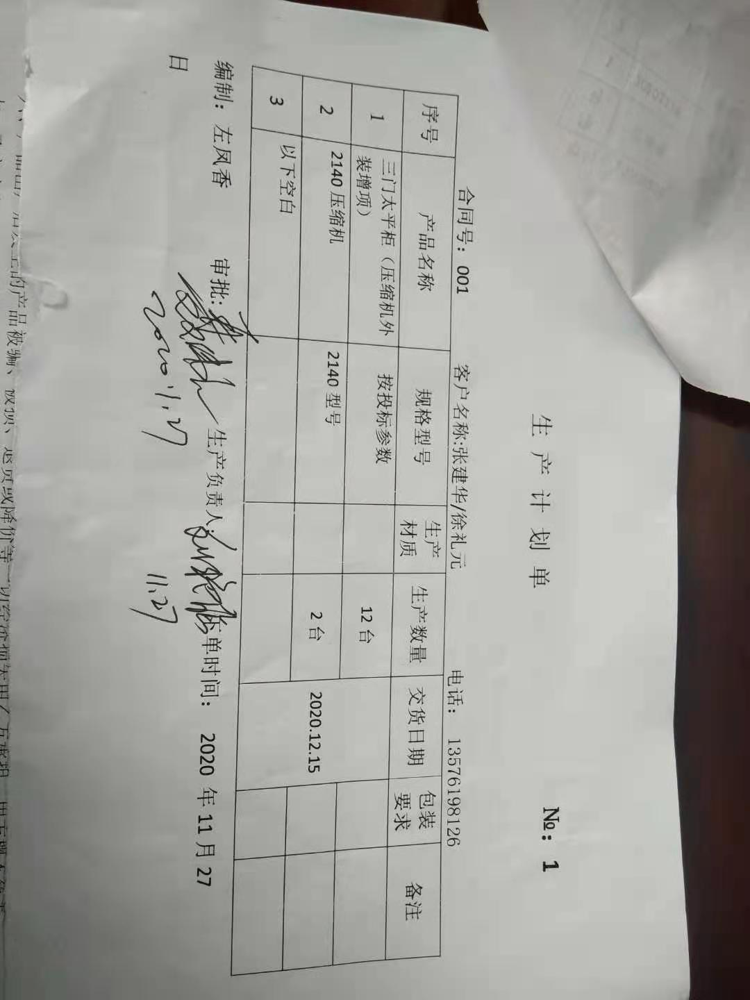 生产计划单
№：1
合同号：001 客户名称:张建华/徐礼元 电话： 13576198126
序号 产品名称 规格型号 生产材质 生产数量 交货日期 包装要求 备注
1 三门太平柜（压缩机外装增项） 按投标参数 12 台 2020.12.15
2 2140 压缩机 2140 型号 2 台
3 以下空白
编制：左凤香 审批: 生产负责人: 单时间： 2020 年 11 月 27
日
2020.11.27
11.27